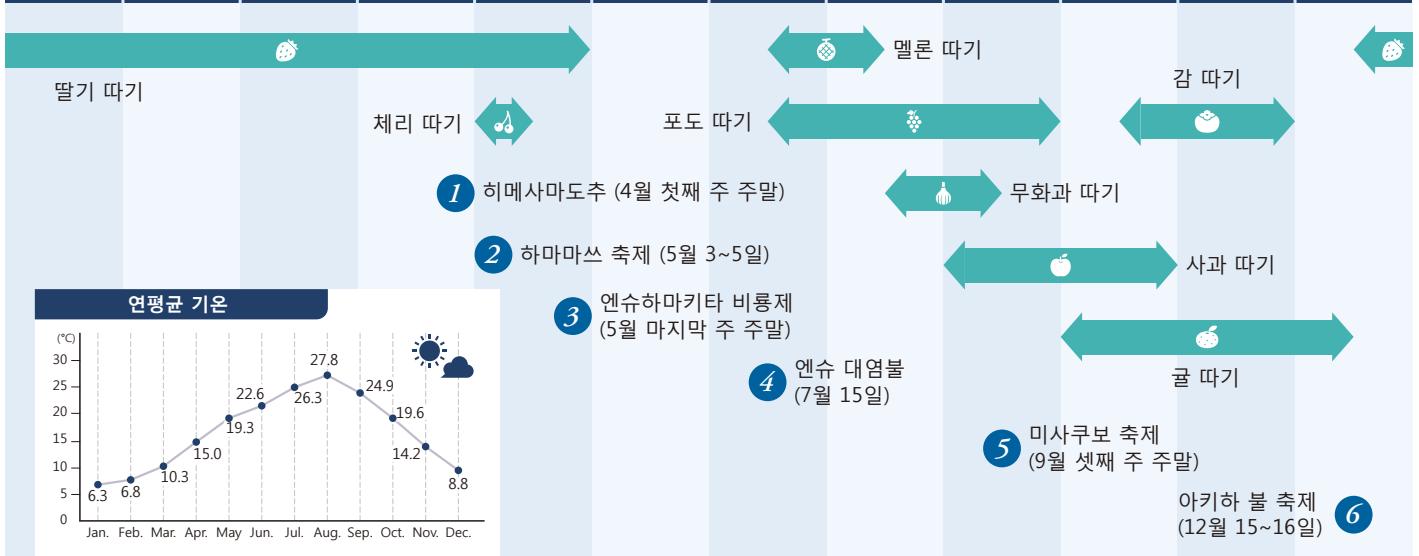 멜론 따기
딸기 따기
감 따기
체리 따기
포도 따기
1 히메사마도추 (4월 첫째 주 주말)
무화과 따기
2 하마마쓰 축제 (5월 3~5일)
사과 따기
3 엔슈하마키타 비룡제
(5월 마지막 주 주말)
귤 따기
4 엔슈 대염불
(7월 15일)
5 미사쿠보 축제
(9월 셋째 주 주말)
아키하 불 축제
(12월 15~16일)
6
연평균 기온
(℃)
30
25
20
15
10
5
0
6.3
6.8
10.3
15.0
19.3
22.6
26.3
27.8
24.9
19.6
14.2
8.8
Jan. Feb. Mar. Apr. May Jun. Jul. Aug. Sep. Oct. Nov. Dec.